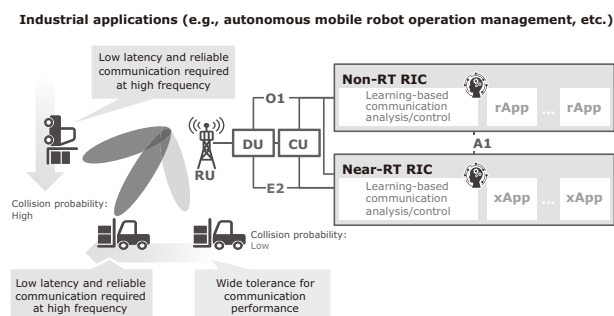 Industrial applications (e.g., autonomous mobile robot operation management, etc.)
Low latency and reliable
communication required
at high frequency
Collision probability:
High
RU
DU
CU
O1
E2
Non-RT RIC
Learning-based
communication
analysis/control
rApp
...
rApp
A1
Near-RT RIC
Learning-based
communication
analysis/control
xApp
...
xApp
Collision probability:
Low
Low latency and reliable
communication required
at high frequency
Wide tolerance for
communication
performance